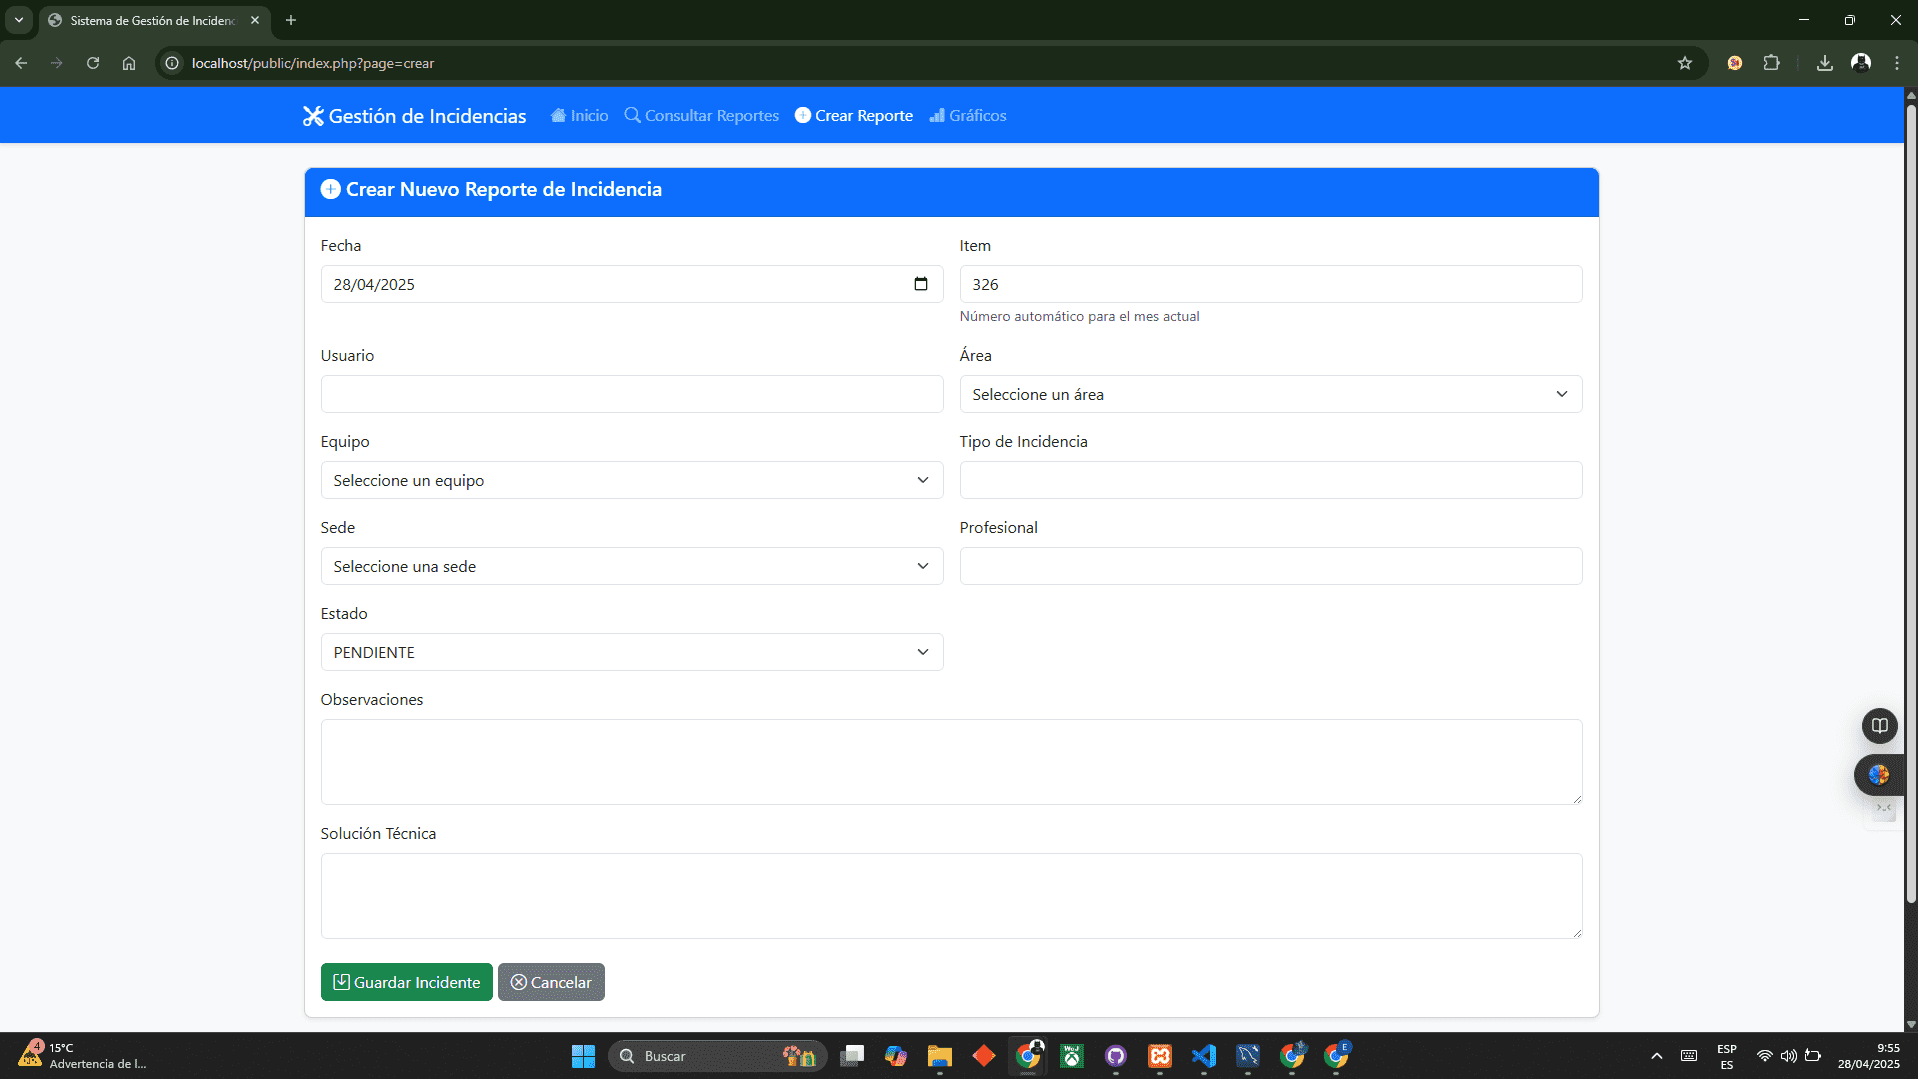 Sistema de Gestión de Incidenc
localhost/public/index.php?page=crear
Gestión de Incidencias Inicio Consultar Reportes Crear Reporte Gráficos
Crear Nuevo Reporte de Incidencia
Fecha Item
28/04/2025 326
Número automático para el mes actual
Usuario Área
Seleccione un área
Equipo Tipo de Incidencia
Seleccione un equipo
Sede Profesional
Seleccione una sede
Estado
PENDIENTE
Observaciones
Solución Técnica
Guardar Incidente Cancelar
4 15°C
Advertencia de l...
Buscar
E
ESP
ES
9:55
28/04/2025